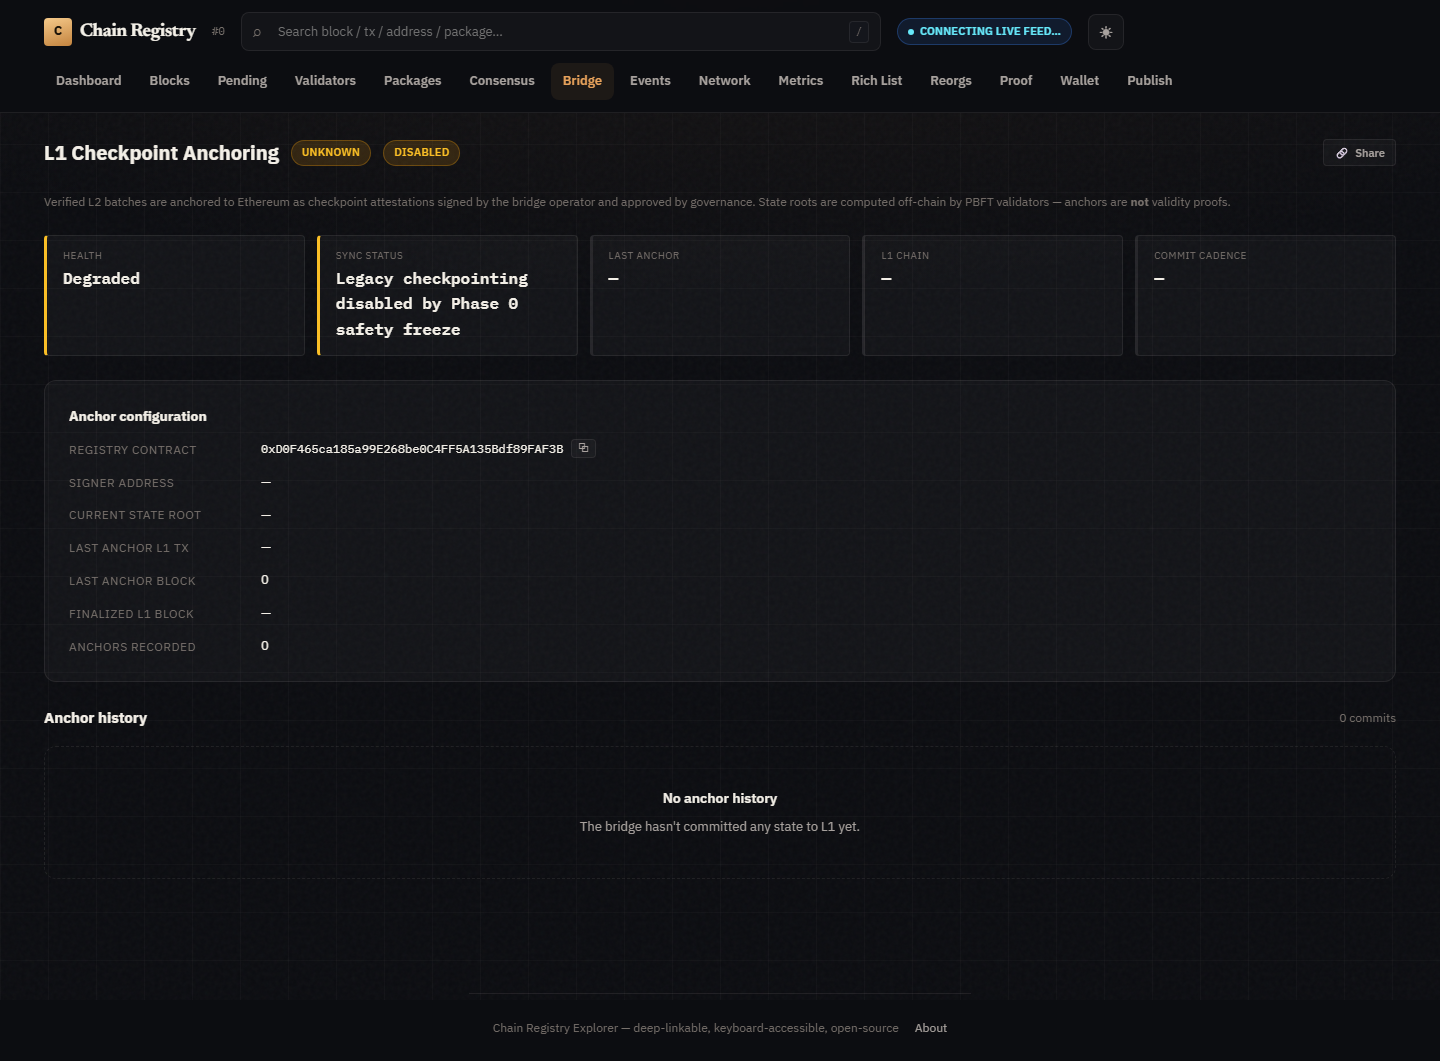 C Chain Registry #0 Search block / tx / address / package... / CONNECTING LIVE FEED...
Dashboard Blocks Pending Validators Packages Consensus Bridge Events Network Metrics Rich List Reorgs Proof Wallet Publish
L1 Checkpoint Anchoring UNKNOWN DISABLED Share
Verified L2 batches are anchored to Ethereum as checkpoint attestations signed by the bridge operator and approved by governance. State roots are computed off-chain by PBFT validators — anchors are not validity proofs.
HEALTH
Degraded
SYNC STATUS
Legacy checkpointing
disabled by Phase 0
safety freeze
LAST ANCHOR
—
L1 CHAIN
—
COMMIT CADENCE
—
Anchor configuration
REGISTRY CONTRACT 0xD0F465ca185a99E268be0C4FF5A135Bdf89FAF3B
SIGNER ADDRESS —
CURRENT STATE ROOT —
LAST ANCHOR L1 TX —
LAST ANCHOR BLOCK 0
FINALIZED L1 BLOCK —
ANCHORS RECORDED 0
Anchor history 0 commits
No anchor history
The bridge hasn't committed any state to L1 yet.
Chain Registry Explorer — deep-linkable, keyboard-accessible, open-source About